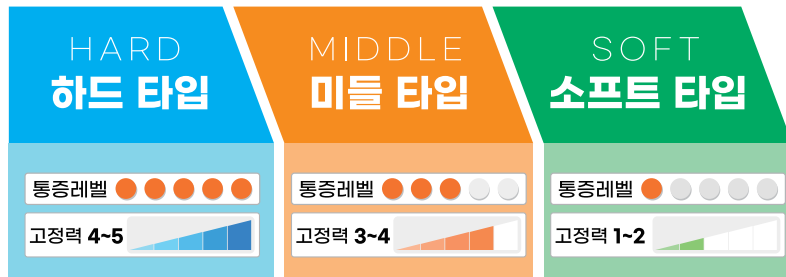 HARD
하드 타입
통증레벨
고정력 4~5
MIDDLE
미들 타입
통증레벨
고정력 3~4
SOFT
소프트 타입
통증레벨
고정력 1~2